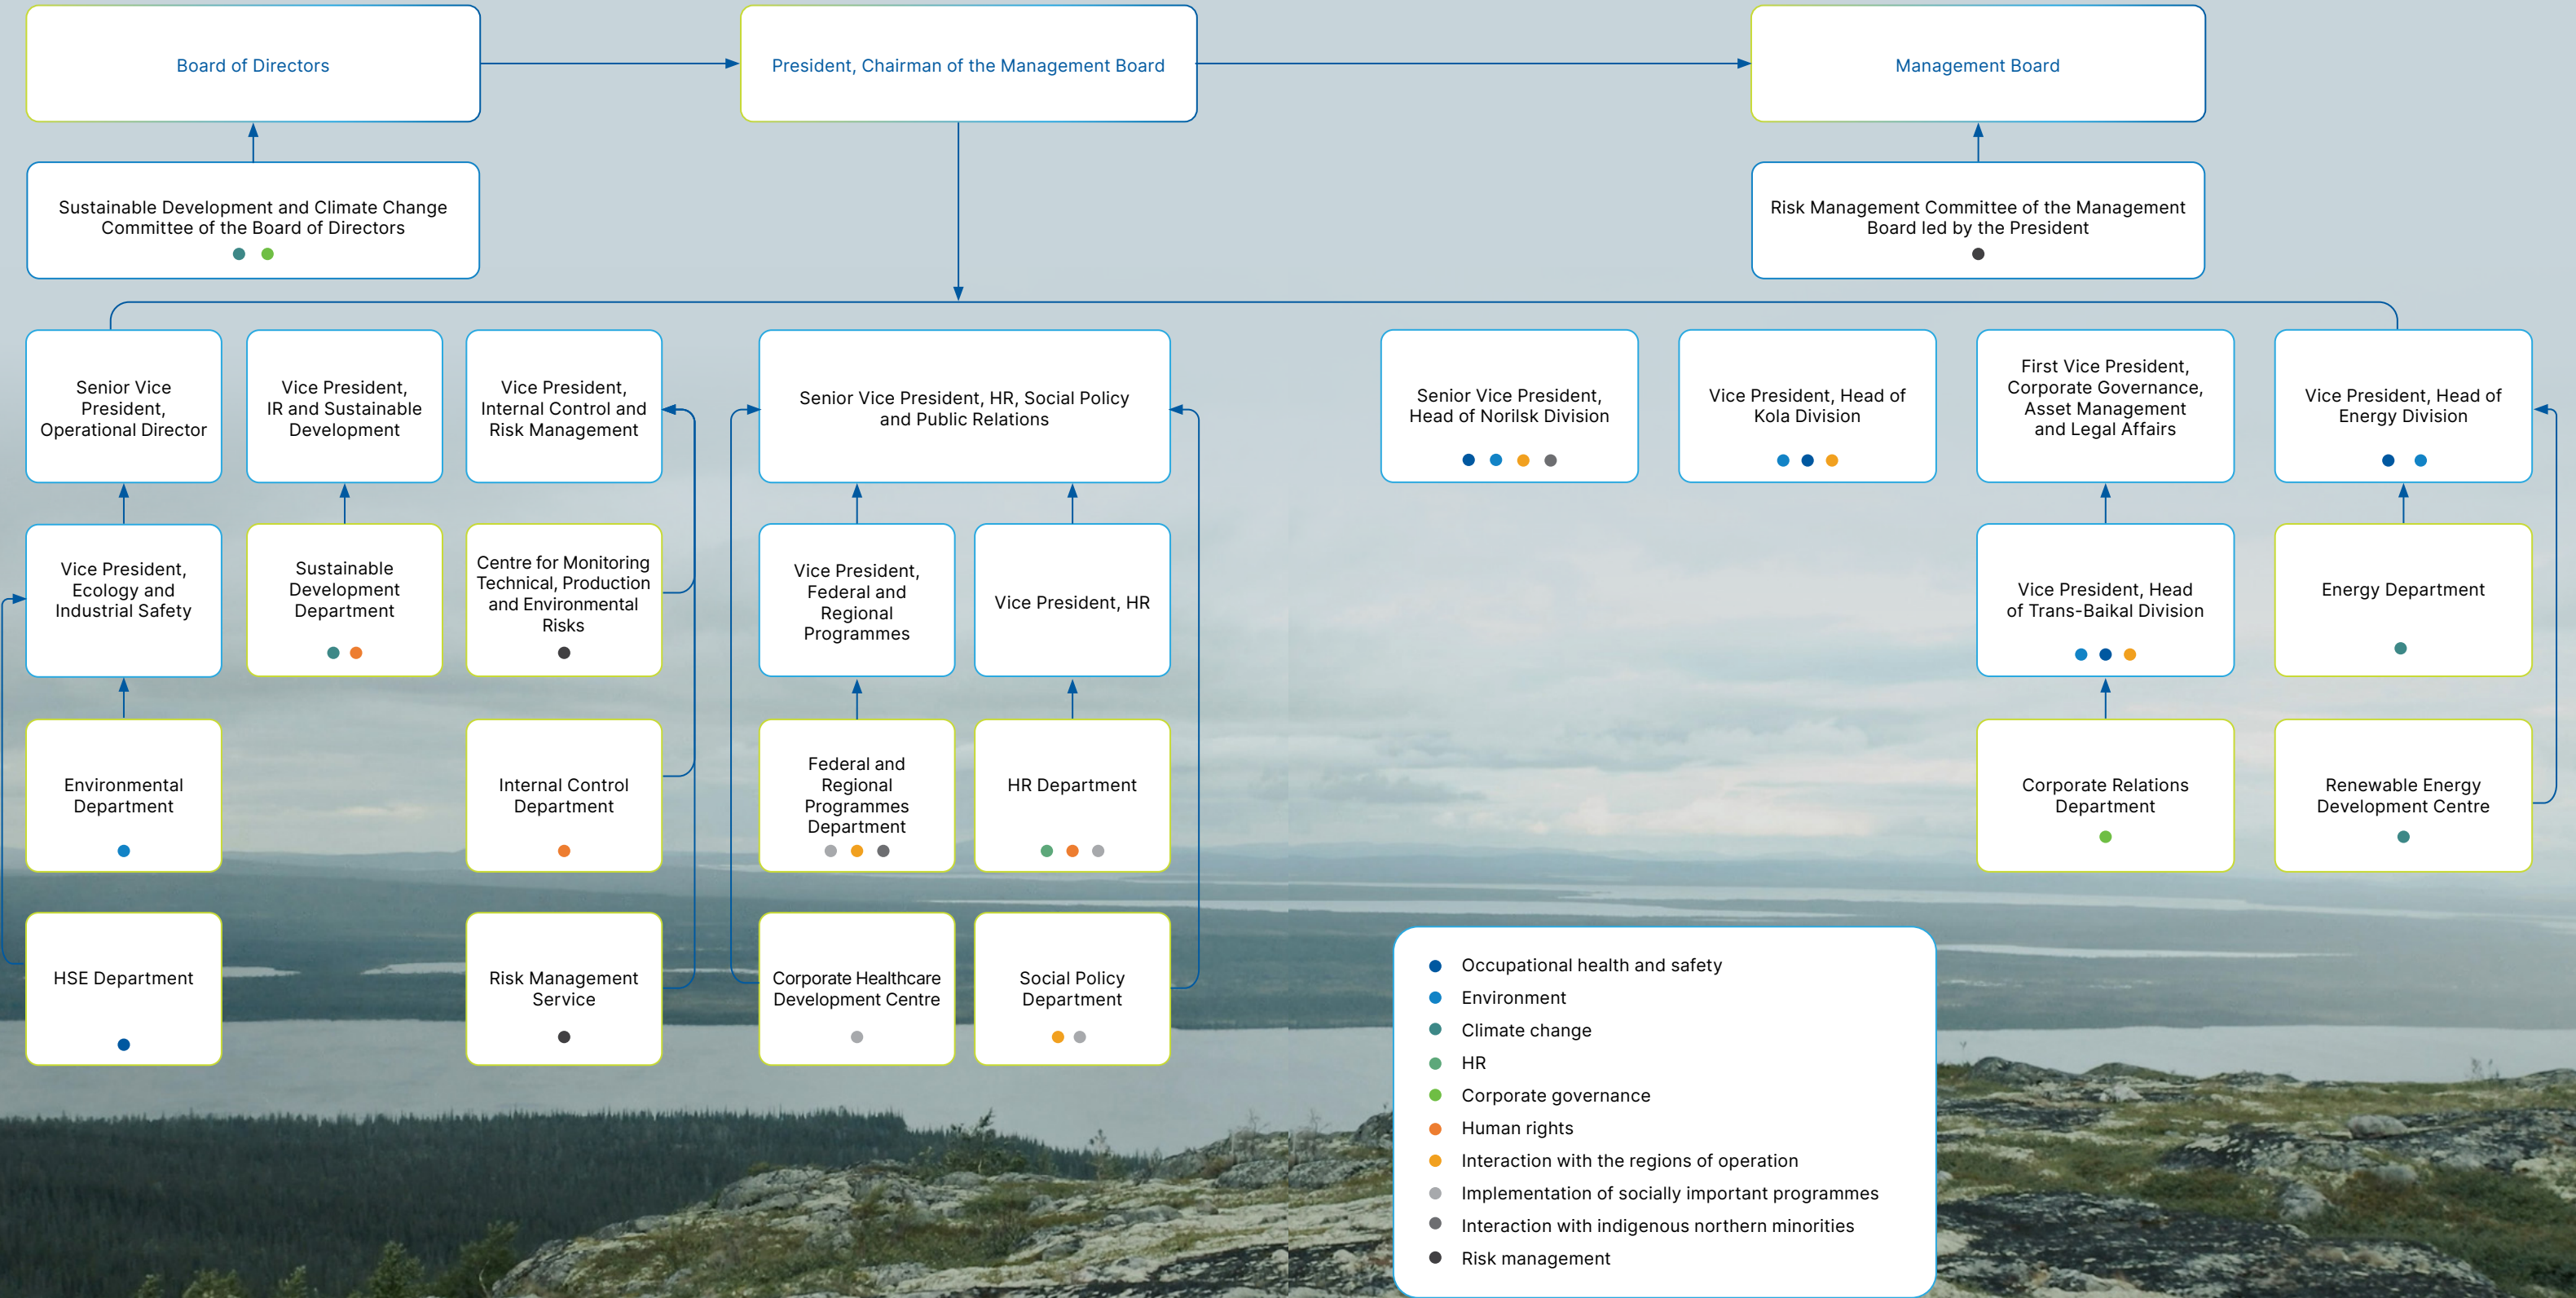 Board of Directors
President, Chairman of the Management Board
Management Board
Sustainable Development and Climate Change
Committee of the Board of Directors
Risk Management Committee of the Management
Board led by the President
Senior Vice
President,
Operational Director
Vice President,
IR and Sustainable
Development
Vice President,
Internal Control and
Risk Management
Senior Vice President, HR, Social Policy
and Public Relations
Senior Vice President,
Head of Norilsk Division
Vice President, Head of
Kola Division
First Vice President,
Corporate Governance,
Asset Management
and Legal Affairs
Vice President, Head of
Energy Division
Vice President,
Ecology and
Industrial Safety
Sustainable
Development
Department
Centre for Monitoring
Technical, Production
and Environmental
Risks
Vice President,
Federal and
Regional
Programmes
Vice President, HR
Vice President, Head
of Trans-Baikal Division
Energy Department
Environmental
Department
Internal Control
Department
Federal and
Regional
Programmes
Department
HR Department
Corporate Relations
Department
Renewable Energy
Development Centre
HSE Department
Risk Management
Service
Corporate Healthcare
Development Centre
Social Policy
Department
Occupational health and safety
Environment
Climate change
HR
Corporate governance
Human rights
Interaction with the regions of operation
Implementation of socially important programmes
Interaction with indigenous northern minorities
Risk management